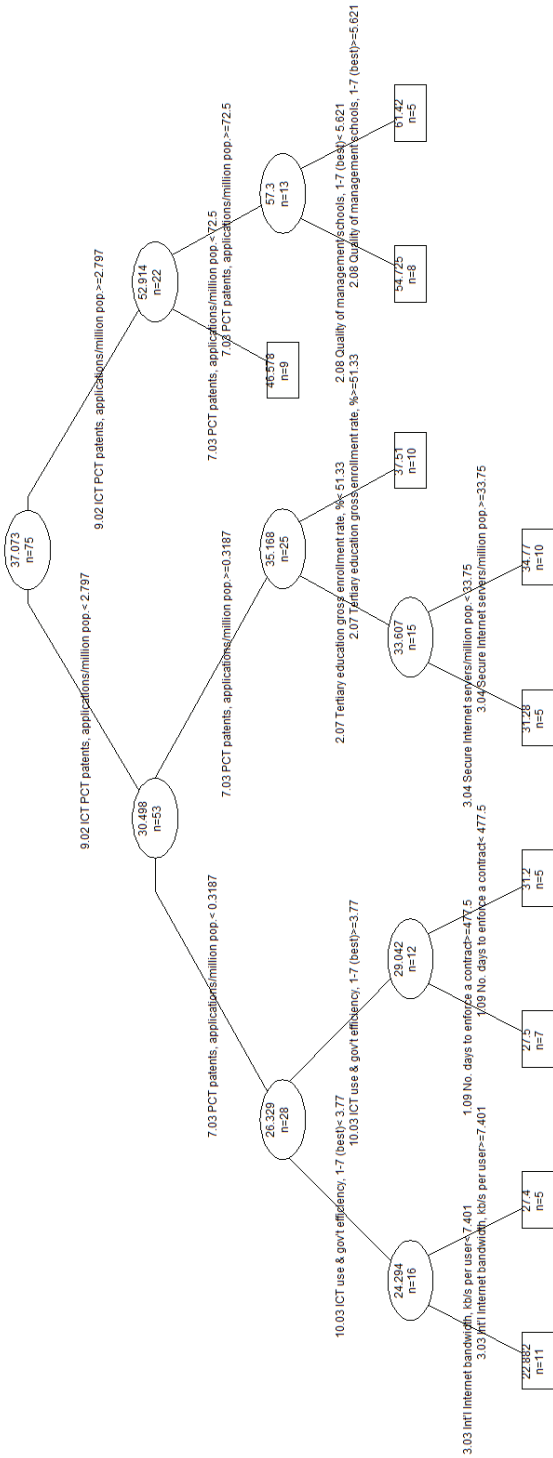 37.073
n=75
9.02 ICT PCT patents, applications/million pop.< 2.797
9.02 ICT PCT patents, applications/million pop.>=2.797
30.498
n=53
52.914
n=22
7.03 PCT patents, applications/million pop.< 0.3187
7.03 PCT patents, applications/million pop.>=0.3187
7.03 PCT patents, applications/million pop.< 72.5
7.03 PCT patents, applications/million pop.>=72.5
26.329
n=28
35.168
n=25
46.578
n=9
57.3
n=13
10.03 ICT use & gov't efficiency, 1-7 (best)< 3.77
10.03 ICT use & gov't efficiency, 1-7 (best)>=3.77
2.07 Tertiary education gross enrollment rate, %< 51.33
2.07 Tertiary education gross enrollment rate, %>=51.33
2.08 Quality of management schools, 1-7 (best)< 5.621
2.08 Quality of management schools, 1-7 (best)>=5.621
24.294
n=16
29.042
n=12
33.607
n=15
37.51
n=10
54.725
n=8
61.42
n=5
3.03 Int'l Internet bandwidth, kb/s per user< 7.401
3.03 Int'l Internet bandwidth, kb/s per user>=7.401
1.09 No. days to enforce a contract>=477.5
1.09 No. days to enforce a contract< 477.5
3.04 Secure Internet servers/million pop.< 33.75
3.04 Secure Internet servers/million pop.>=33.75
22.882
n=11
27.4
n=5
27.5
n=7
31.2
n=5
31.28
n=5
34.77
n=10